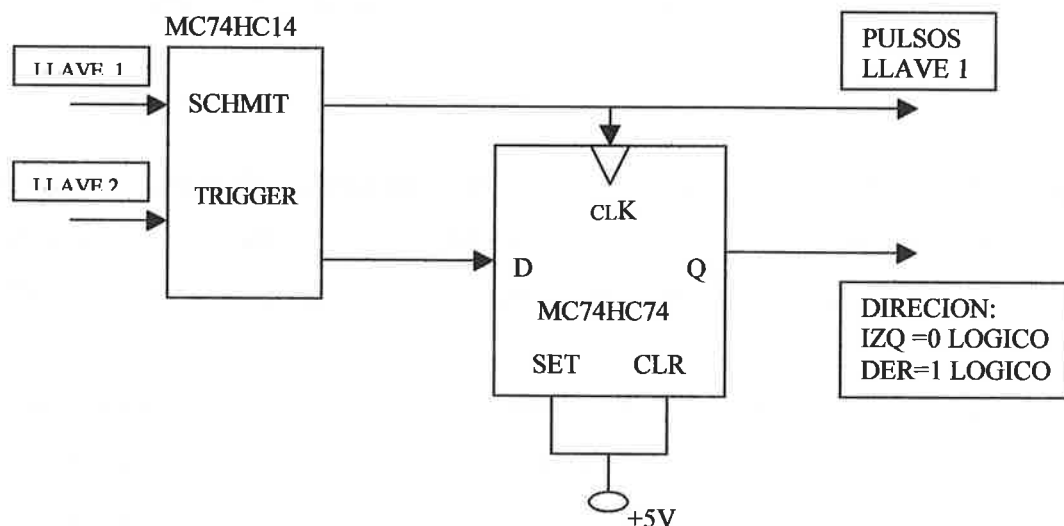 MC74HC14
LLAVE 1
SCHMIT
TRIGGER
LLAVE 2
PULSOS
LLAVE 1
CLK
D
Q
MC74HC74
SET
CLR
DIRECION:
IZQ =0 LOGICO
DER=1 LOGICO
+5V